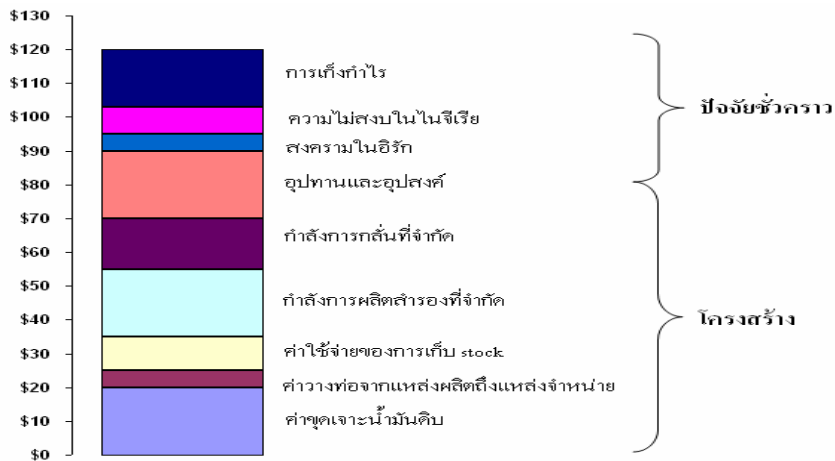 $130
$120
$110
$100
$90
$80
$70
$60
$50
$40
$30
$20
$10
$0
การเก็งกำไร
ความไม่สงบในไนจีเรีย
สงครามในอิรัก
อุปทานและอุปสงค์
กำลังการกลั่นที่จำกัด
กำลังการผลิตสำรองที่จำกัด
ค่าใช้จ่ายของการเก็บ stock
ค่าวางท่อจากแหล่งผลิตถึงแหล่งจำหน่าย
ค่าขุดเจาะน้ำมันดิบ
ปัจจัยชั่วคราว
โครงสร้าง